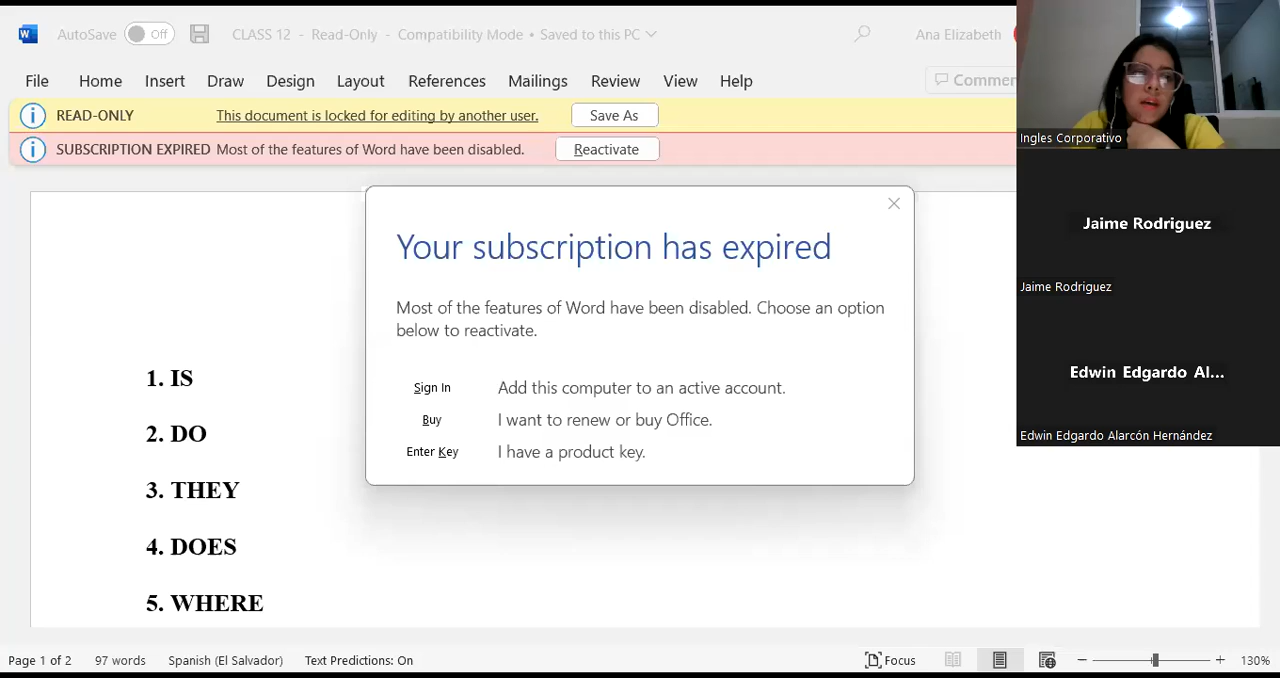 AutoSave Off CLASS 12 - Read-Only - Compatibility Mode • Saved to this PC Ana Elizabeth
File Home Insert Draw Design Layout References Mailings Review View Help Commen
READ-ONLY This document is locked for editing by another user. Save As
SUBSCRIPTION EXPIRED Most of the features of Word have been disabled. Reactivate
Your subscription has expired
Most of the features of Word have been disabled. Choose an option
below to reactivate.
Sign In Add this computer to an active account.
Buy I want to renew or buy Office.
Enter Key I have a product key.
1. IS
2. DO
3. THEY
4. DOES
5. WHERE
Ingles Corporativo
Jaime Rodriguez
Jaime Rodriguez
Edwin Edgardo Al...
Edwin Edgardo Alarcón Hernández
Page 1 of 2 97 words Spanish (El Salvador) Text Predictions: On Focus 130%